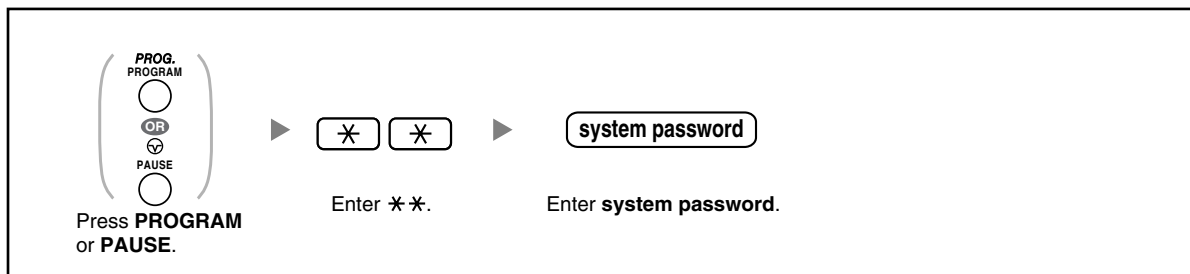 PROG.
PROGRAM
OR
PAUSE
Press PROGRAM
or PAUSE.
* *
Enter **.
system password
Enter system password.